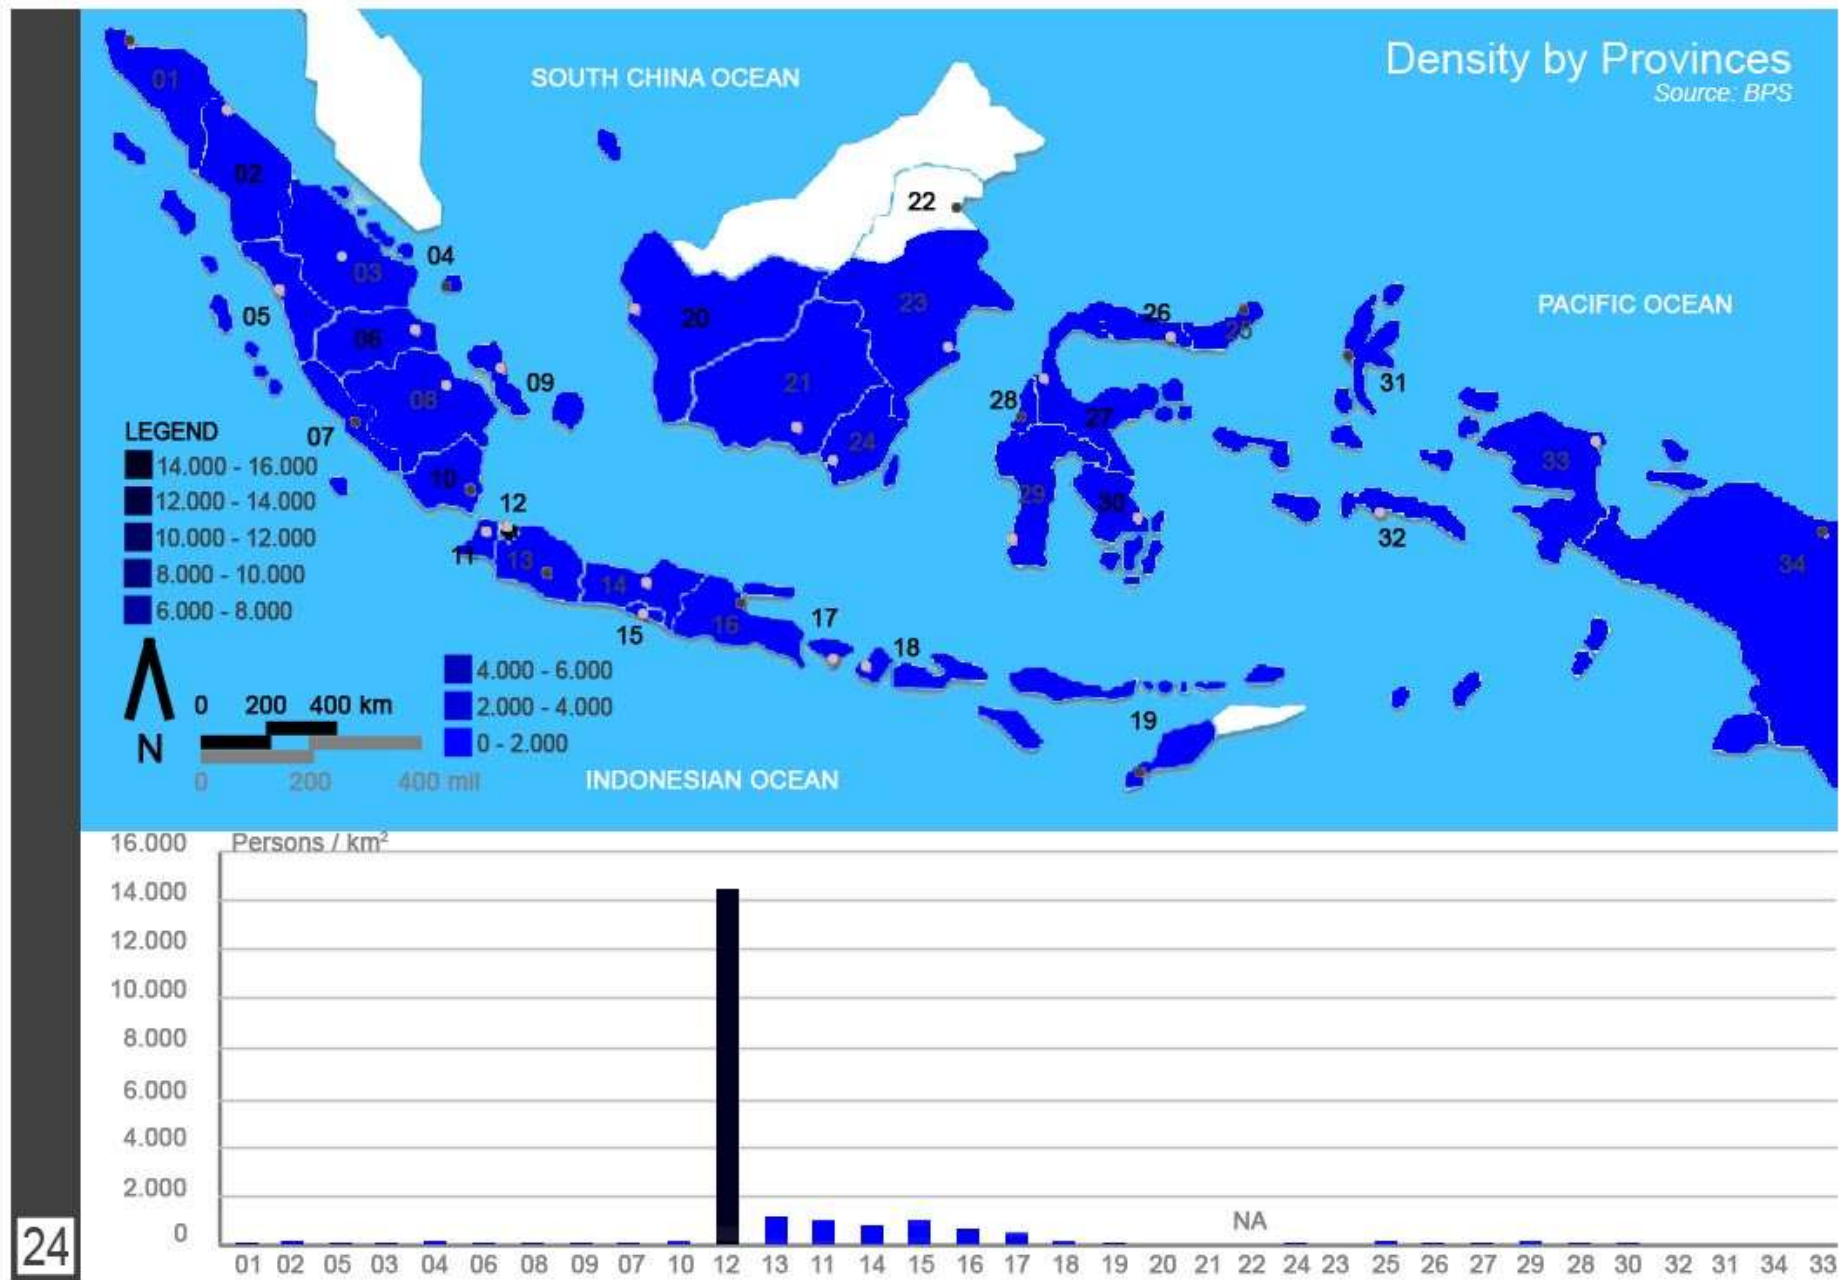 Density by Provinces
Source: BPS
SOUTH CHINA OCEAN
PACIFIC OCEAN
INDONESIAN OCEAN
01
02
03
04
05
06
07
08
09
10
11
12
13
14
15
16
17
18
19
20
21
22
23
24
25
26
27
28
29
30
31
32
33
34
LEGEND
14.000 - 16.000
12.000 - 14.000
10.000 - 12.000
8.000 - 10.000
6.000 - 8.000
4.000 - 6.000
2.000 - 4.000
0 - 2.000
N
0 200 400 km
0 200 400 mil
Persons / km²
16.000
14.000
12.000
10.000
8.000
6.000
4.000
2.000
0
NA
01 02 05 03 04 06 08 09 07 10 12 13 11 14 15 16 17 18 19 20 21 22 24 23 25 26 27 29 28 30 32 31 34 33
24